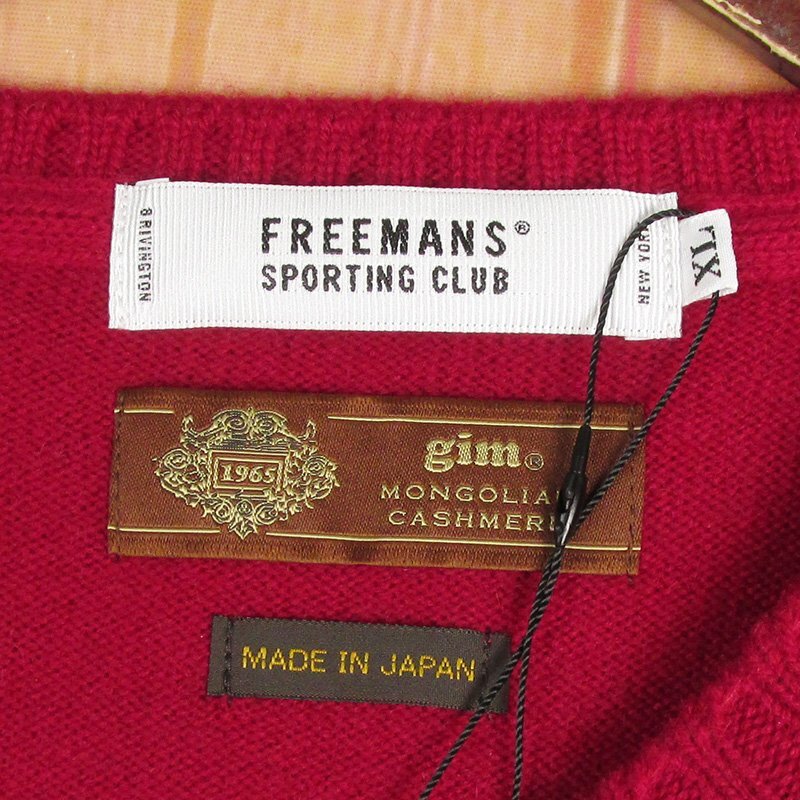 8 RIVINGTON
FREEMANS®
SPORTING CLUB
NEW YORK
XL
1965
gim®
MONGOLIAN
CASHMERE
MADE IN JAPAN